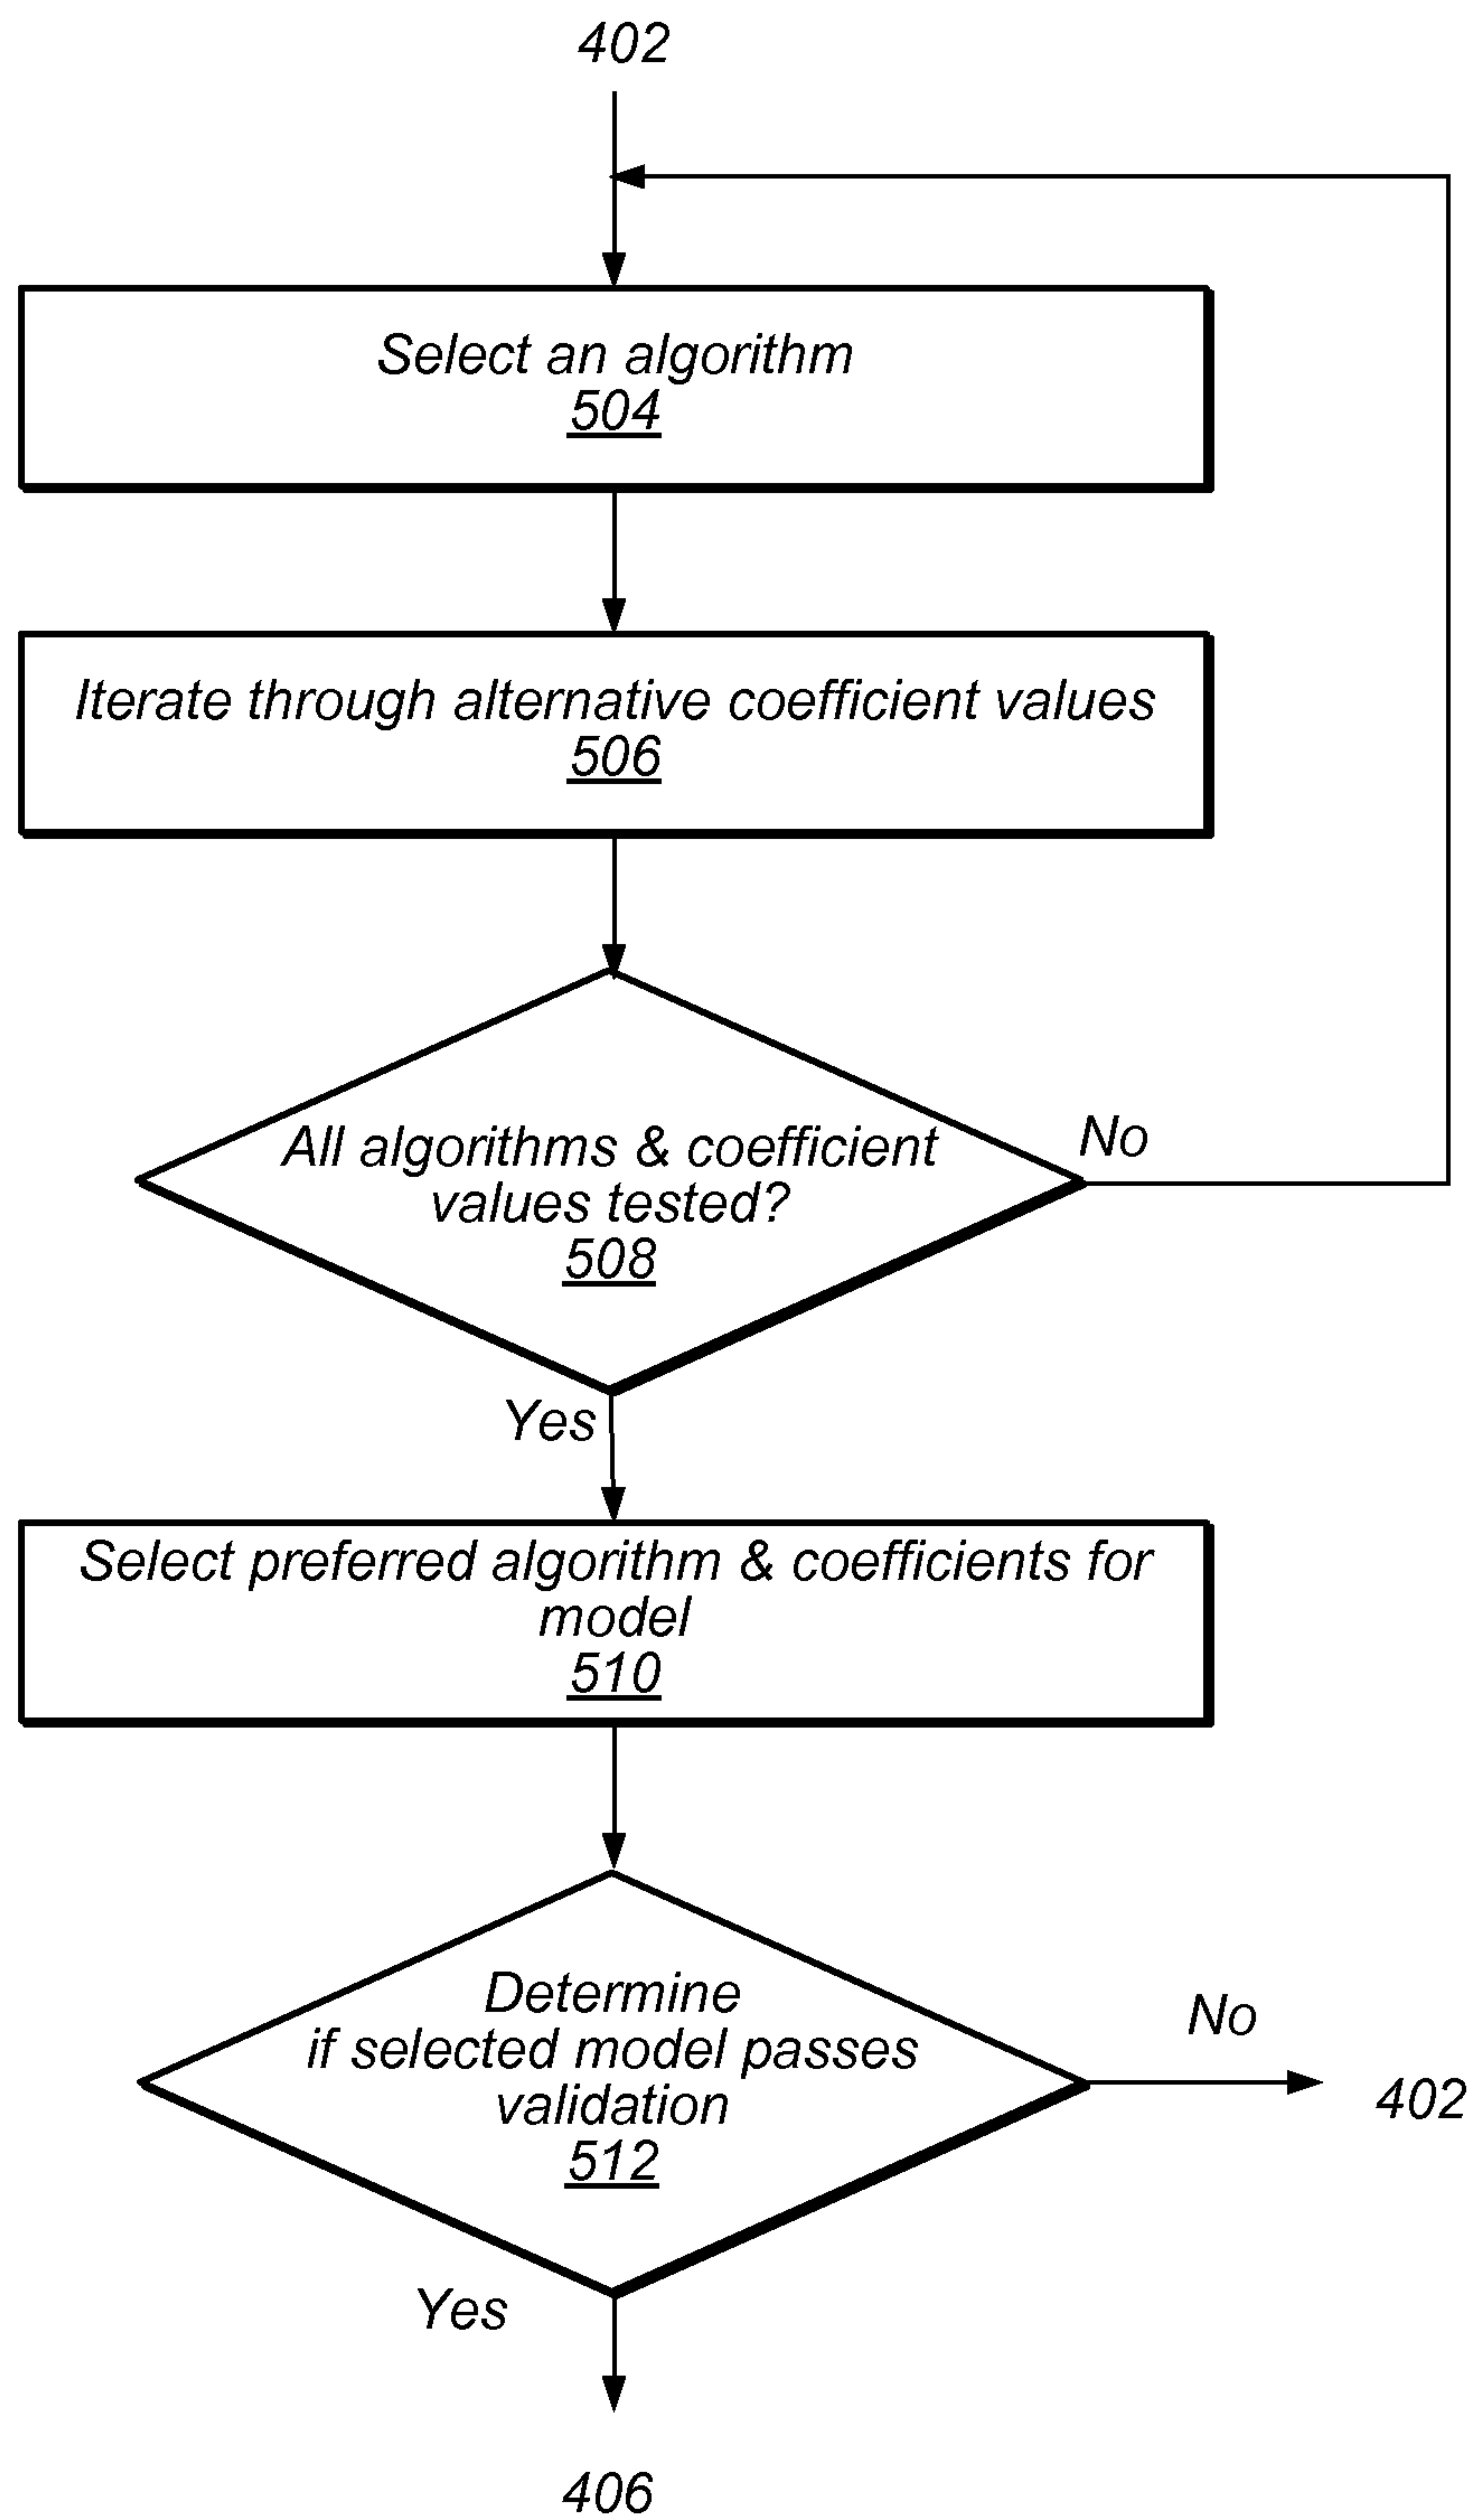 402
Select an algorithm
504
Iterate through alternative coefficient values
506
All algorithms & coefficient
values tested?
508
No
Yes
Select preferred algorithm & coefficients for
model
510
Determine
if selected model passes
validation
512
No
402
Yes
406